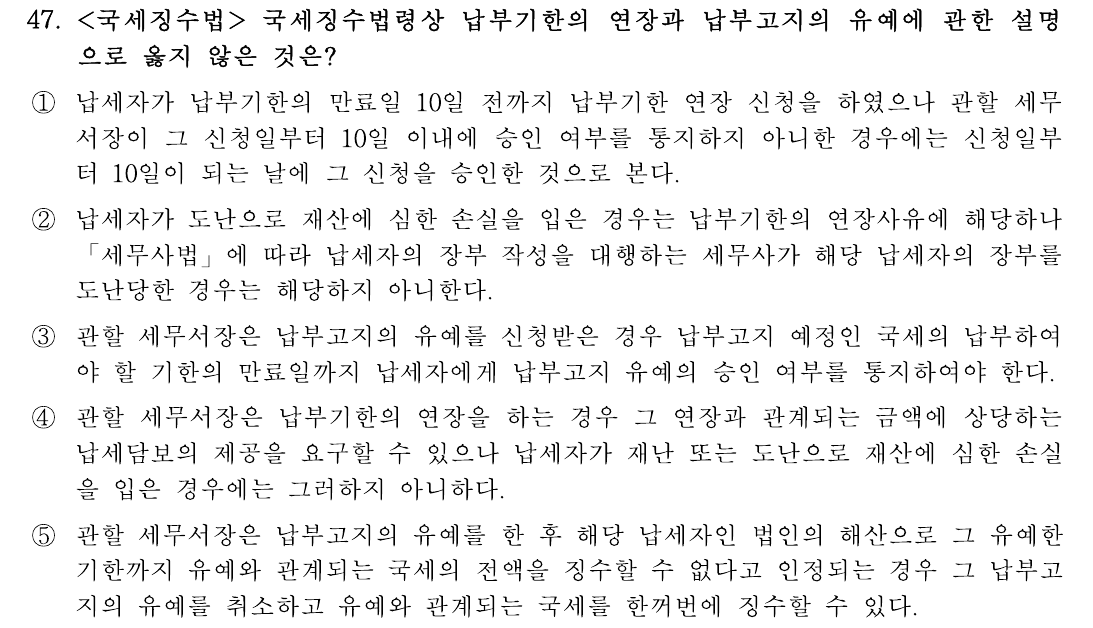 47. <국세징수법> 국세징수법령상 납부기한의 연장과 납부고지의 유예에 관한 설명
으로 옳지 않은 것은?
① 납세자가 납부기한의 만료일 10일 전까지 납부기한 연장 신청을 하였으나 관할 세무
서장이 그 신청일부터 10일 이내에 승인 여부를 통지하지 아니한 경우에는 신청일부
터 10일이 되는 날에 그 신청을 승인한 것으로 본다.
② 납세자가 도난으로 재산에 심한 손실을 입은 경우는 납부기한의 연장사유에 해당하나
「세무사법」에 따라 납세자의 장부 작성을 대행하는 세무사가 해당 납세자의 장부를
도난당한 경우는 해당하지 아니한다.
③ 관할 세무서장은 납부고지의 유예를 신청받은 경우 납부고지 예정인 국세의 납부하여
야 할 기한의 만료일까지 납세자에게 납부고지 유예의 승인 여부를 통지하여야 한다.
④ 관할 세무서장은 납부기한의 연장을 하는 경우 그 연장과 관계되는 금액에 상당하는
납세담보의 제공을 요구할 수 있으나 납세자가 재난 또는 도난으로 재산에 심한 손실
을 입은 경우에는 그러하지 아니하다.
⑤ 관할 세무서장은 납부고지의 유예를 한 후 해당 납세자인 법인의 해산으로 그 유예한
기한까지 유예와 관계되는 국세의 전액을 징수할 수 없다고 인정되는 경우 그 납부고
지의 유예를 취소하고 유예와 관계되는 국세를 한꺼번에 징수할 수 있다.